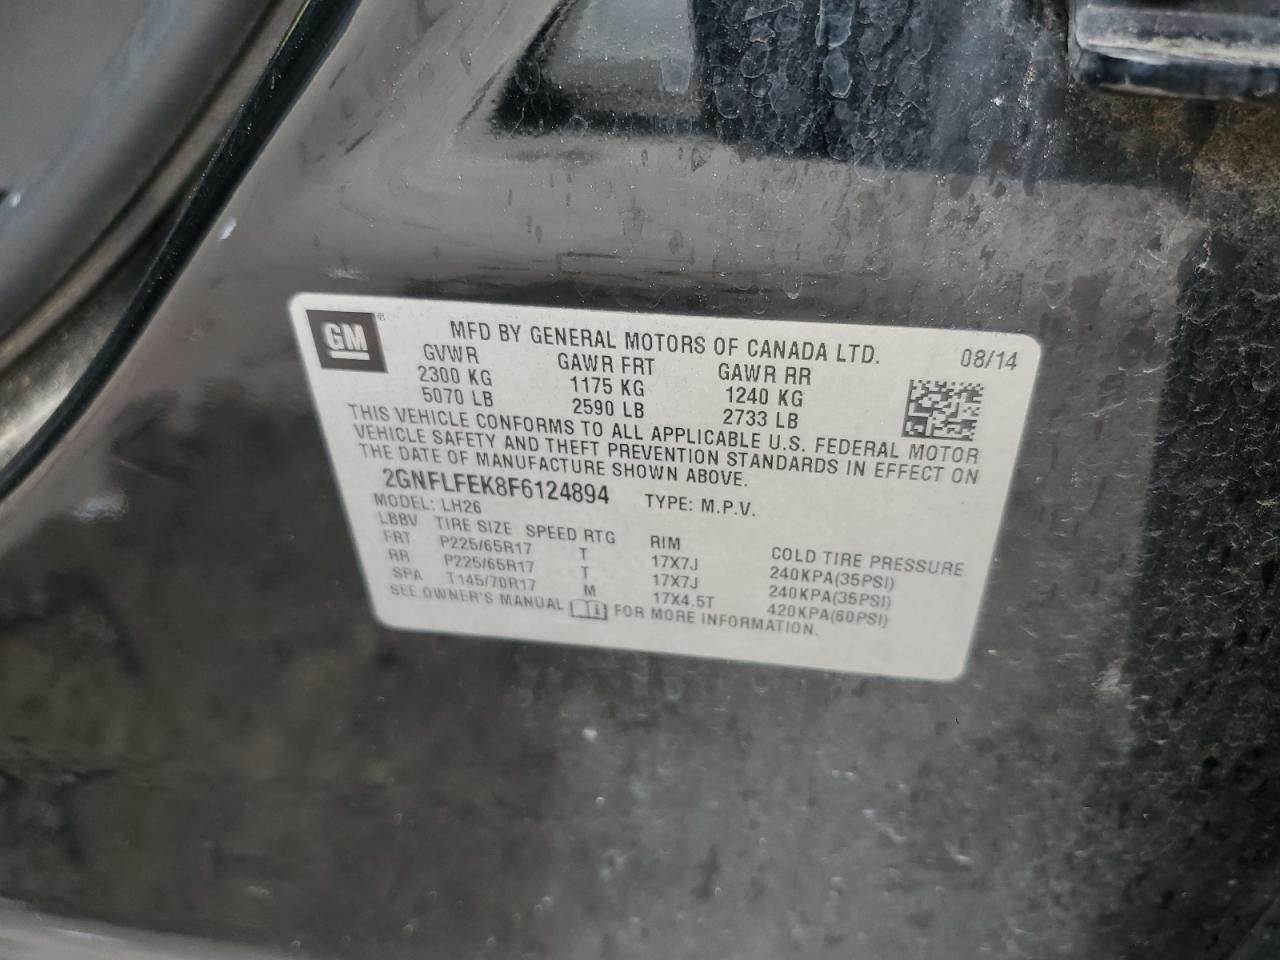 GM®
MFD BY GENERAL MOTORS OF CANADA LTD. 08/14
GVWR GAWR FRT GAWR RR
2300 KG 1175 KG 1240 KG
5070 LB 2590 LB 2733 LB
THIS VEHICLE CONFORMS TO ALL APPLICABLE U.S. FEDERAL MOTOR
VEHICLE SAFETY AND THEFT PREVENTION STANDARDS IN EFFECT ON
THE DATE OF MANUFACTURE SHOWN ABOVE.
2GNFLFEK8F6124894 TYPE: M.P.V.
MODEL: LH26
LBBV TIRE SIZE SPEED RTG RIM COLD TIRE PRESSURE
FRT P225/65R17 T 17X7J 240KPA(35PSI)
RR P225/65R17 T 17X7J 240KPA(35PSI)
SPA T145/70R17 M 17X4.5T 420KPA(60PSI)
SEE OWNER'S MANUAL FOR MORE INFORMATION.